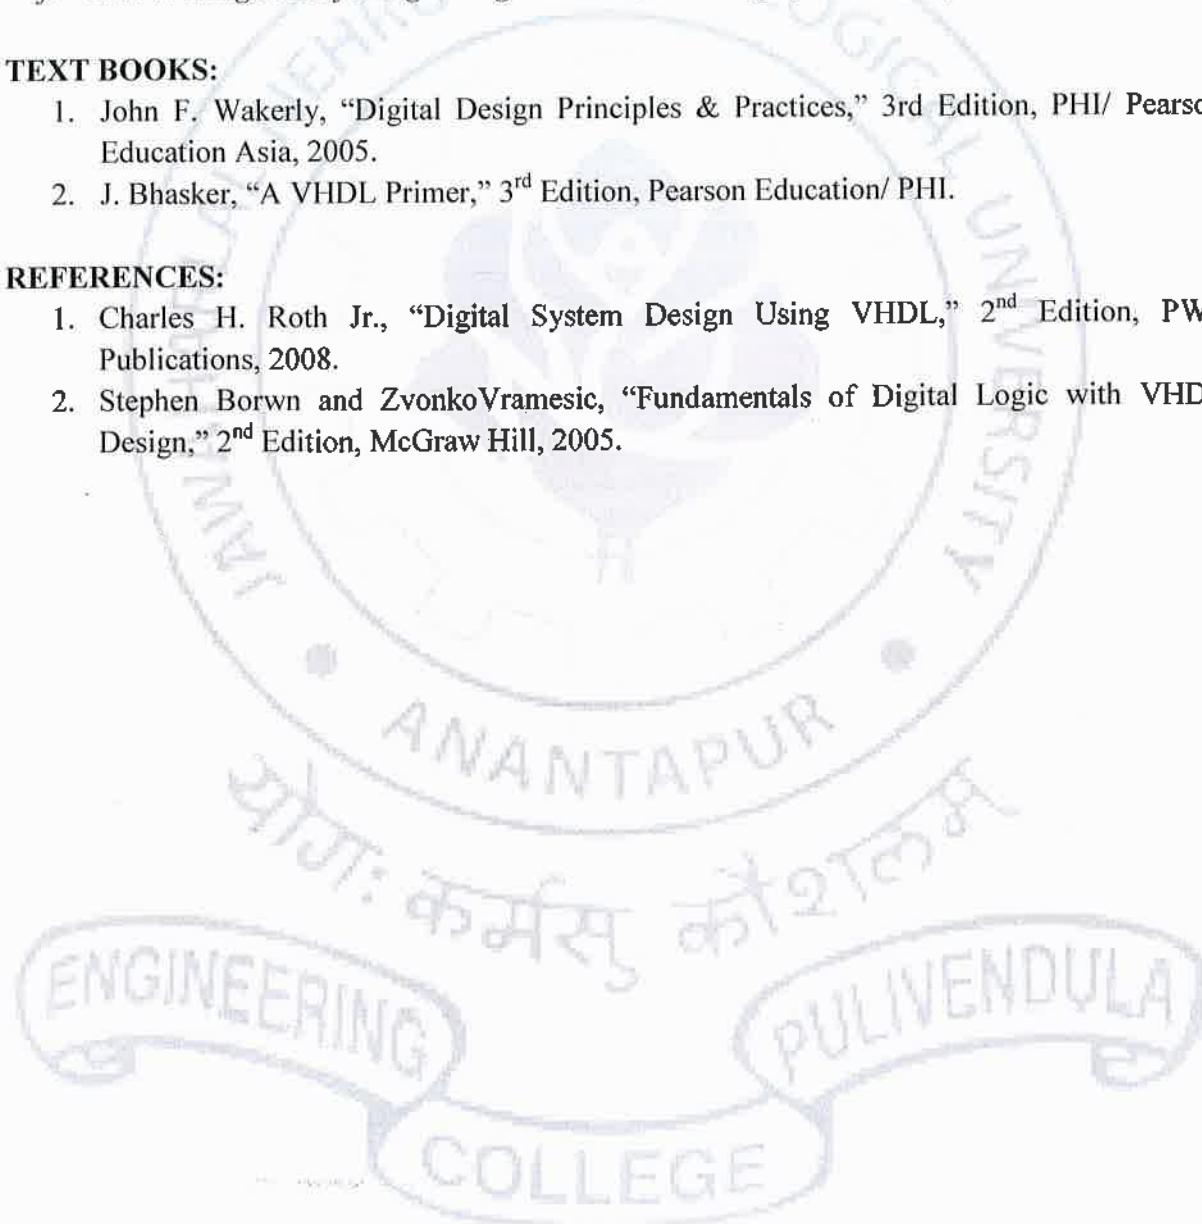 TEXT BOOKS:
1. John F. Wakerly, “Digital Design Principles & Practices,” 3rd Edition, PHI/ Pearso
Education Asia, 2005.
2. J. Bhasker, “A VHDL Primer,” 3rd Edition, Pearson Education/ PHI.
REFERENCES:
1. Charles H. Roth Jr., “Digital System Design Using VHDL,” 2nd Edition, PW
Publications, 2008.
2. Stephen Borwn and ZvonkoVramesic, “Fundamentals of Digital Logic with VHD
Design,” 2nd Edition, McGraw Hill, 2005.
UNIVERSITY
ANANTAPUR
योगः कर्मसु कौशलम
ENGINEERING
COLLEGE
PULIVENDULA